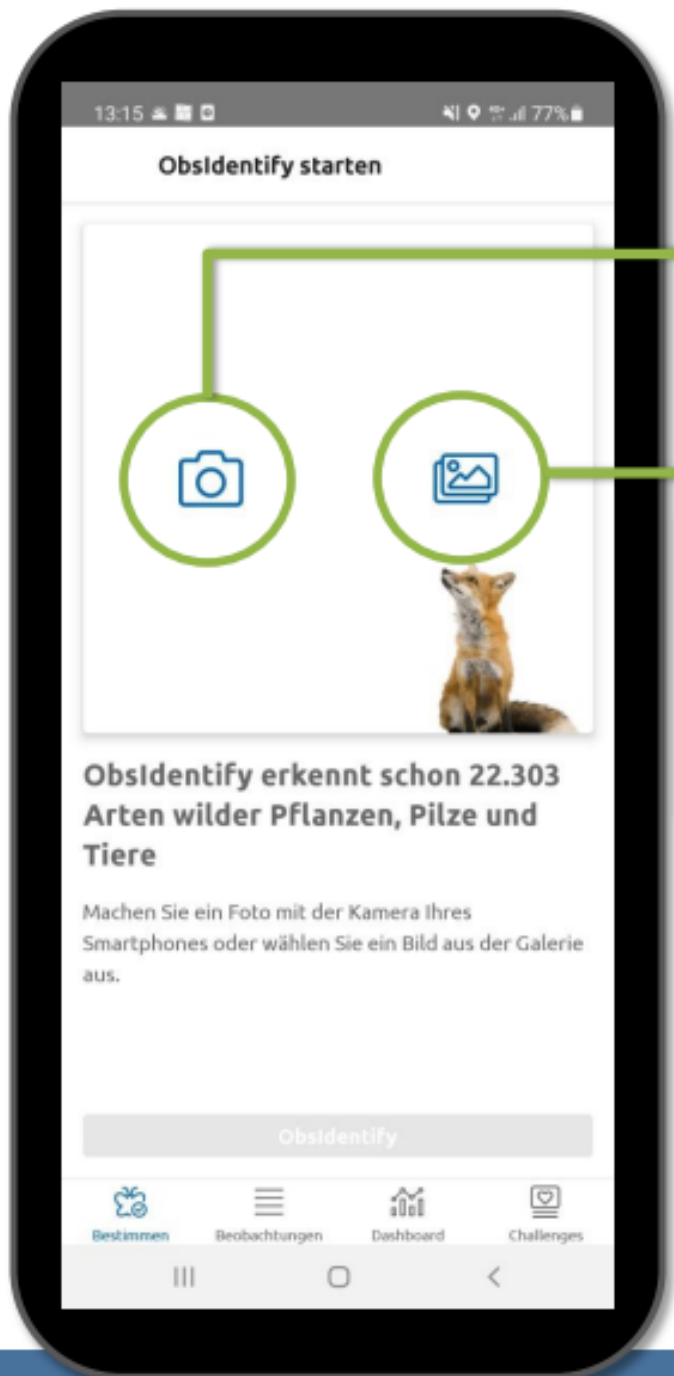 13:15
77%
ObsIdentify starten
ObsIdentify erkennt schon 22.303
Arten wilder Pflanzen, Pilze und
Tiere
Machen Sie ein Foto mit der Kamera Ihres
Smartphones oder wählen Sie ein Bild aus der Galerie
aus.
ObsIdentify
Bestimmen Beobachtungen Dashboard Challenges